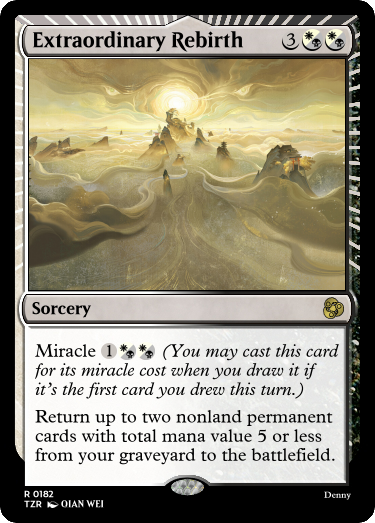 Extraordinary Rebirth 3
Sorcery
Miracle 1 (You may cast this card
for its miracle cost when you draw it if
it's the first card you drew this turn.)
Return up to two nonland permanent
cards with total mana value 5 or less
from your graveyard to the battlefield.
R 0182
TZR QIAN WEI
Denny